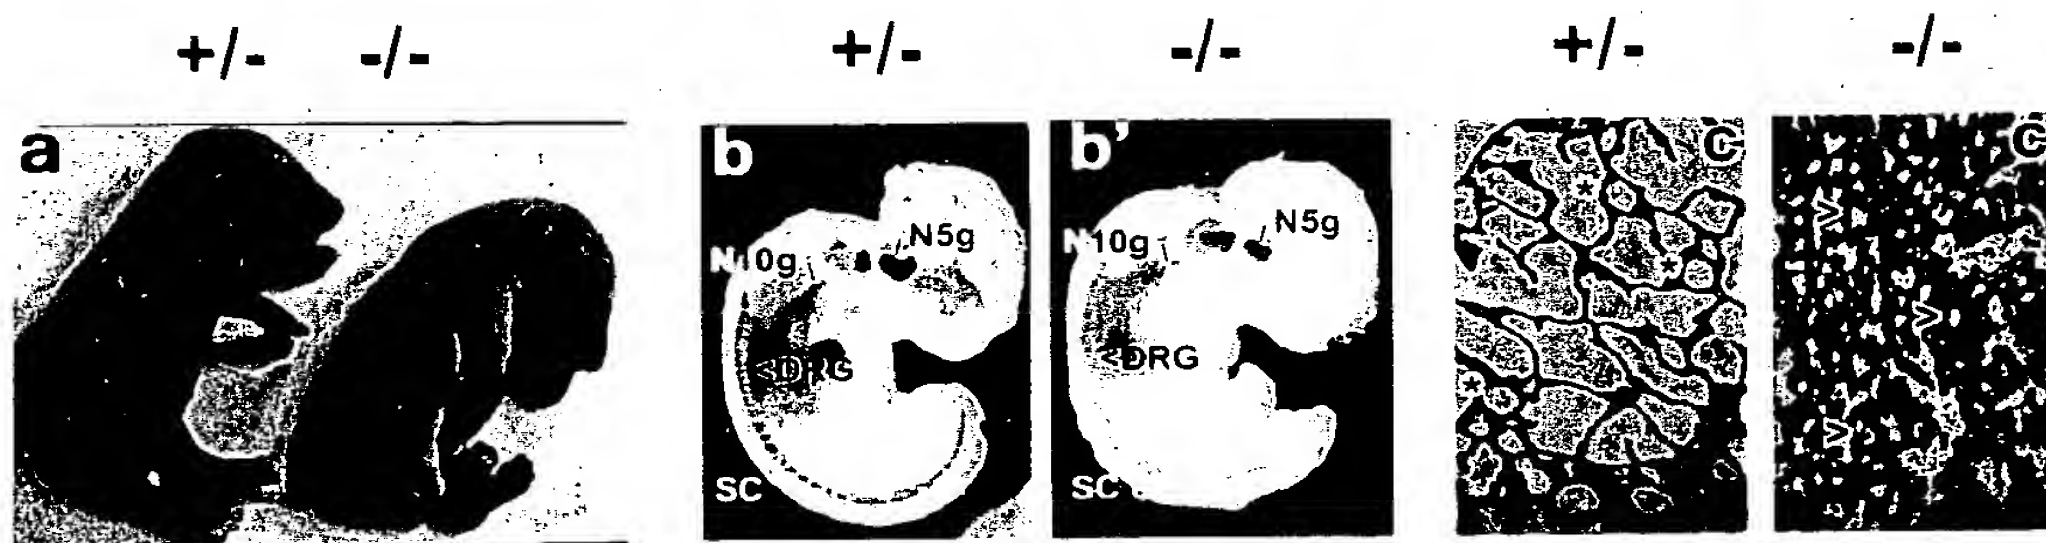 +/- -/- +/- -/- +/- -/-
a b b' c c
N5g N5g
N10g N10g
<DRG <DRG
SC SC
* * * *
V V V